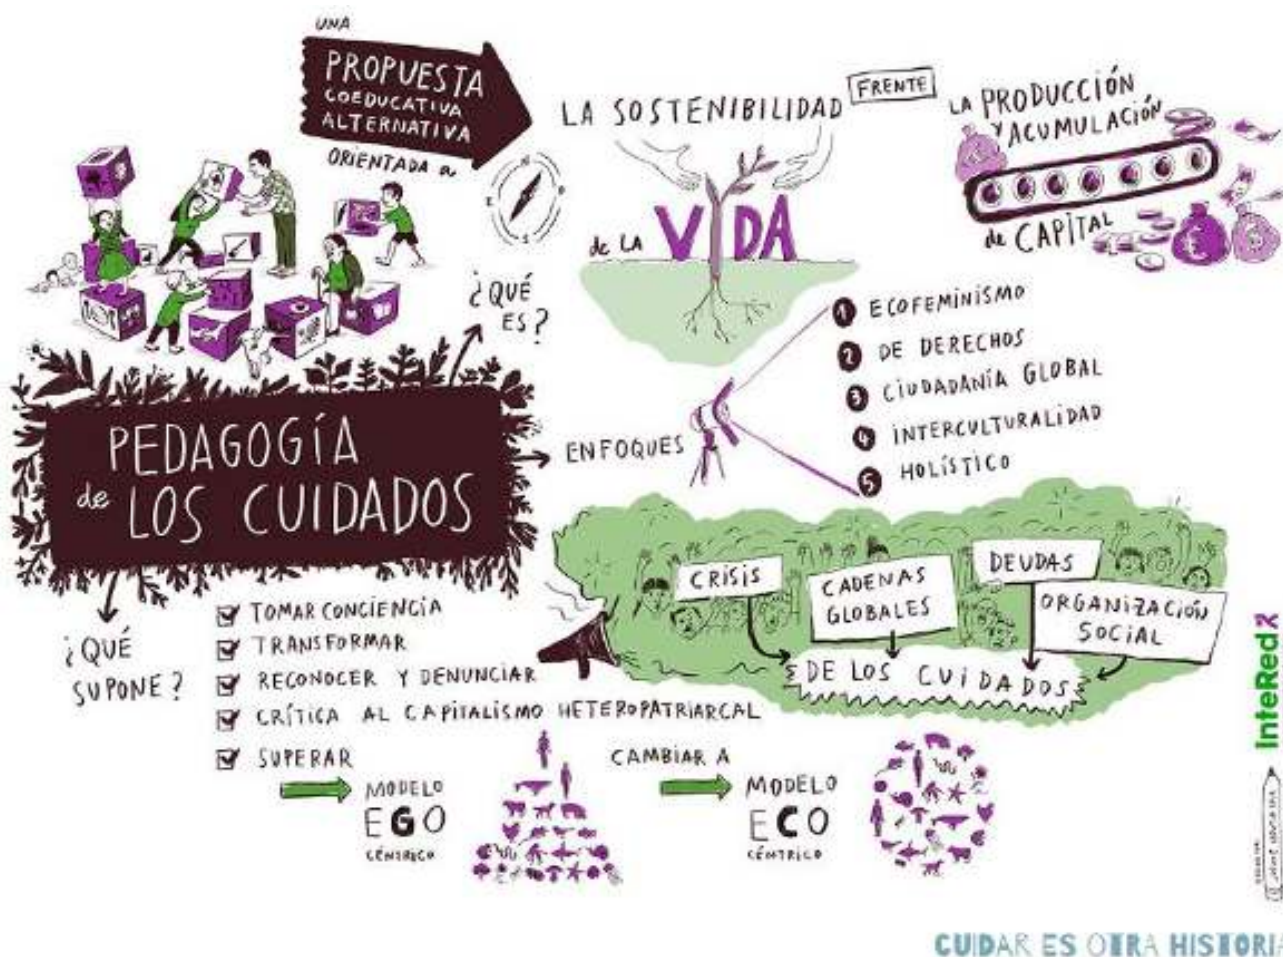 UNA
PROPUESTA
COEDUCATIVA
ALTERNATIVA
ORIENTADA a
LA SOSTENIBILIDAD
de LA VIDA
FRENTE
LA PRODUCCIÓN
Y ACUMULACIÓN
de CAPITAL
¿QUÉ
ES?
PEDAGOGÍA
de LOS CUIDADOS
ENFOQUES
1 ECOFEMINISMO
2 DE DERECHOS
3 CIUDADANÍA GLOBAL
4 INTERCULTURALIDAD
5 HOLÍSTICO
CRISIS
CADENAS
GLOBALES
DEUDAS
ORGANIZACIÓN
SOCIAL
DE LOS CUIDADOS
¿QUÉ
SUPONE?
TOMAR CONCIENCIA
TRANSFORMAR
RECONOCER Y DENUNCIAR
CRÍTICA AL CAPITALISMO HETEROPATRIARCAL
SUPERAR
MODELO
EGO
CÉNTRICO
CAMBIAR A
MODELO
ECO
CÉNTRICO
InteRed
CUIDAR ES OTRA HISTORIA